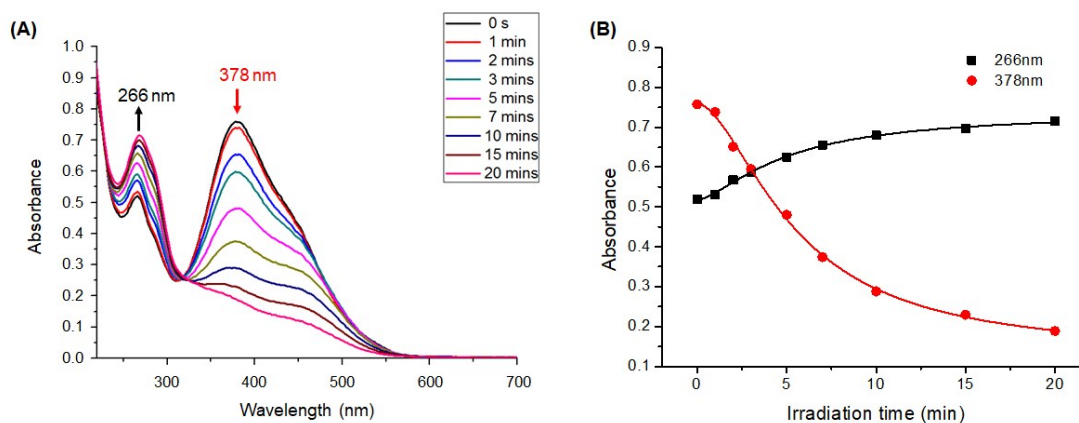 (A)
0 s
1 min
2 mins
3 mins
5 mins
7 mins
10 mins
15 mins
20 mins
266 nm
378 nm
1.0
0.9
0.8
0.7
0.6
0.5
0.4
0.3
0.2
0.1
0.0
Absorbance
300
400
500
600
700
Wavelength (nm)
(B)
266nm
378nm
0.9
0.8
0.7
0.6
0.5
0.4
0.3
0.2
0.1
Absorbance
0
5
10
15
20
Irradiation time (min)